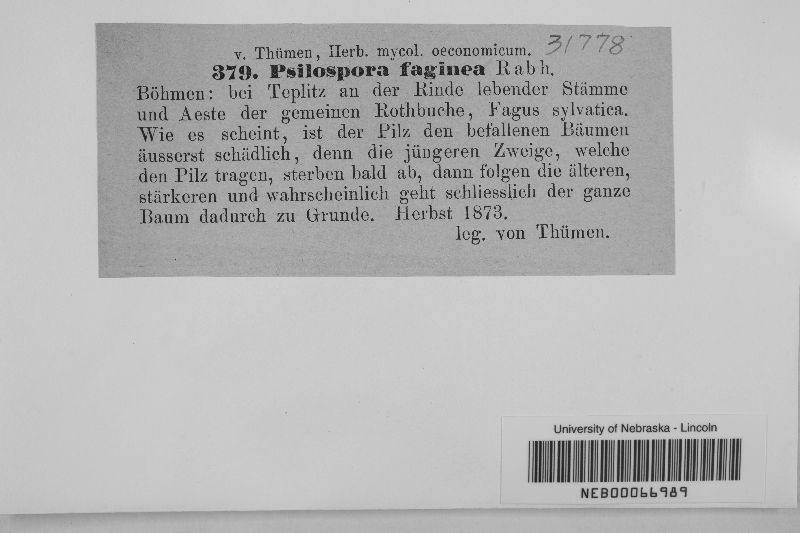 v. Thümen, Herb. mycol. oeconomicum. 31778
379. Psilospora faginea Rabh.
Böhmen: bei Teplitz an der Rinde lebender Stämme
und Aeste der gemeinen Rothbuche, Fagus sylvatica.
Wie es scheint, ist der Pilz den befallenen Bäumen
äusserst schädlich, denn die jüngeren Zweige, welche
den Pilz tragen, sterben bald ab, dann folgen die älteren,
stärkeren und wahrscheinlich geht schliesslich der ganze
Baum dadurch zu Grunde. Herbst 1873.
leg. von Thümen.
University of Nebraska - Lincoln
NEB00066989